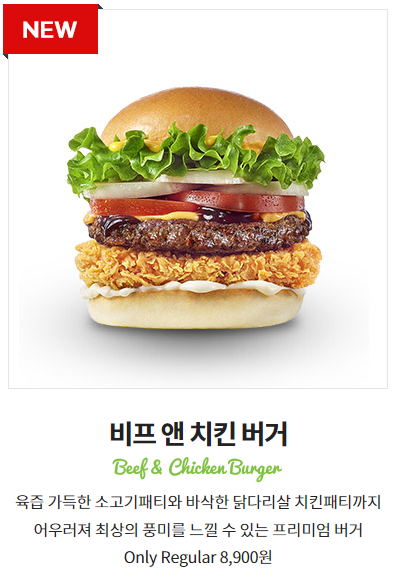 NEW
비프 앤 치킨 버거
Beef & Chicken Burger
육즙 가득한 소고기패티와 바삭한 닭다리살 치킨패티까지
어우러져 최상의 풍미를 느낄 수 있는 프리미엄 버거
Only Regular 8,900원